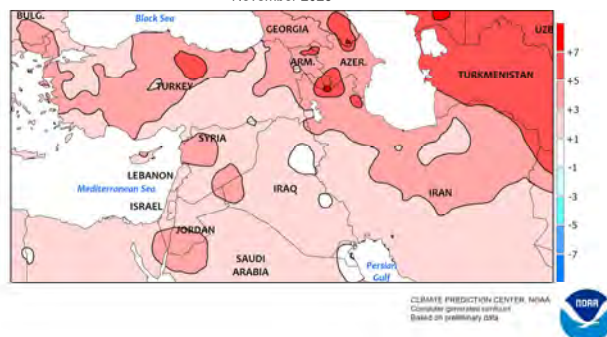 November 2023
BULG.
Black Sea
GEORGIA
UZB
ARM.
AZER.
TURKMENISTAN
TURKEY
SYRIA
LEBANON
Mediterranean Sea
ISRAEL
IRAQ
IRAN
JORDAN
SAUDI
ARABIA
Persian
Gulf
+7
+5
+3
+1
-1
-3
-5
-7
CLIMATE PREDICTION CENTER, NOAA
Computer generated contours
Based on preliminary data
NOAA